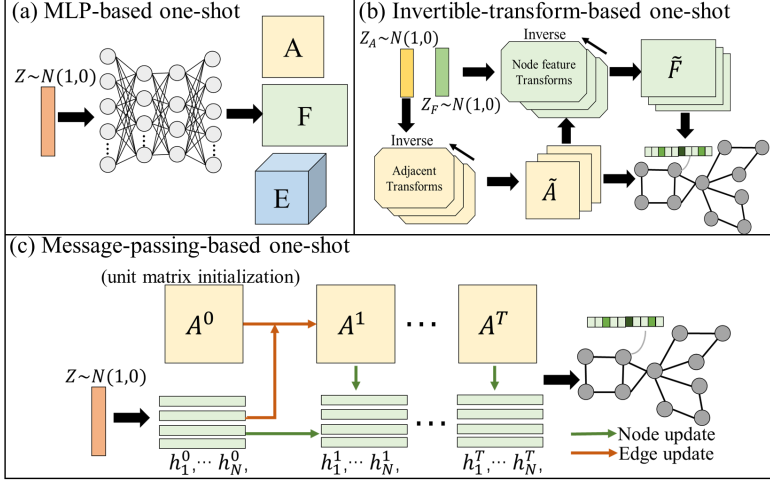 (a) MLP-based one-shot
Z~N(1,0)
A
F
E
(b) Invertible-transform-based one-shot
Z_A~N(1,0)
Z_F~N(1,0)
Inverse
Node feature
Transforms
F̃
Inverse
Adjacent
Transforms
Ã
(c) Message-passing-based one-shot
(unit matrix initialization)
A^0
A^1
...
A^T
Z~N(1,0)
...
h_1^0,⋯ h_N^0,
h_1^1,⋯ h_N^1,
h_1^T,⋯ h_N^T,
Node update
Edge update